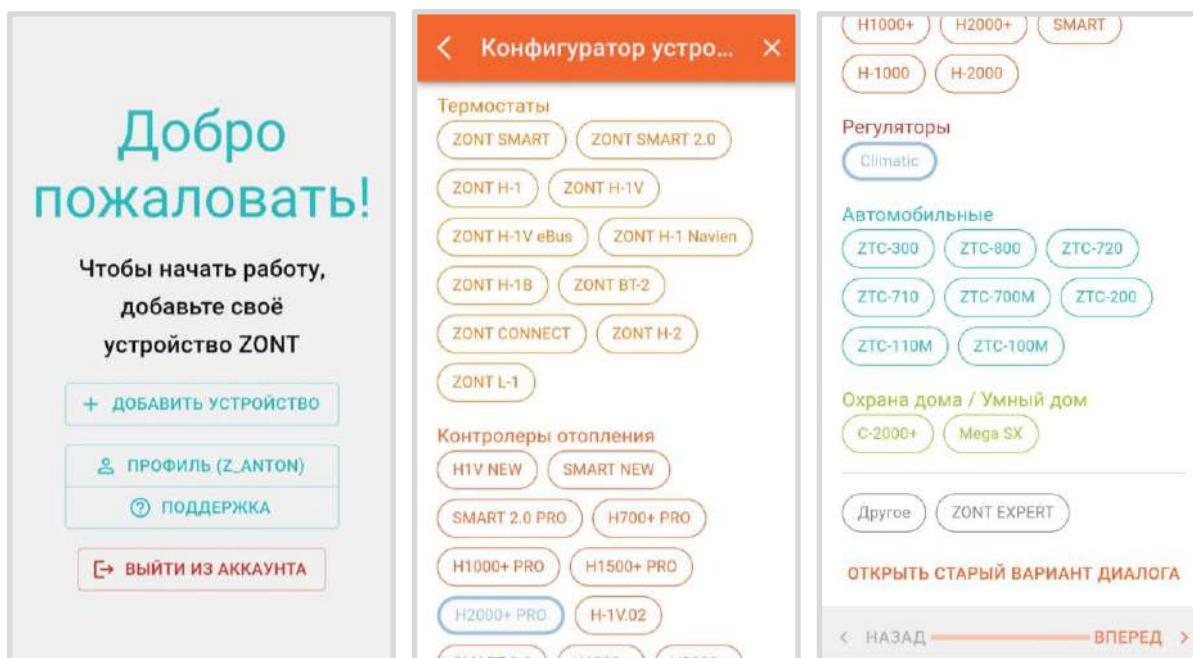 Добро
пожаловать!
Чтобы начать работу,
добавьте своё
устройство ZONT
+ ДОБАВИТЬ УСТРОЙСТВО
ПРОФИЛЬ (Z_ANTON)
ПОДДЕРЖКА
ВЫЙТИ ИЗ АККАУНТА
Конфигуратор устро...
Термостаты
ZONT SMART ZONT SMART 2.0
ZONT H-1 ZONT H-1V
ZONT H-1V eBus ZONT H-1 Navien
ZONT H-1B ZONT BT-2
ZONT CONNECT ZONT H-2
ZONT L-1
Контролеры отопления
H1V NEW SMART NEW
SMART 2.0 PRO H700+ PRO
H1000+ PRO H1500+ PRO
H2000+ PRO H-1V.02
H1000+ H2000+ SMART
H-1000 H-2000
Регуляторы
Climatic
Автомобильные
ZTC-300 ZTC-800 ZTC-720
ZTC-710 ZTC-700M ZTC-200
ZTC-110M ZTC-100M
Охрана дома / Умный дом
C-2000+ Mega SX
Другое ZONT EXPERT
ОТКРЫТЬ СТАРЫЙ ВАРИАНТ ДИАЛОГА
НАЗАД ВПЕРЕД